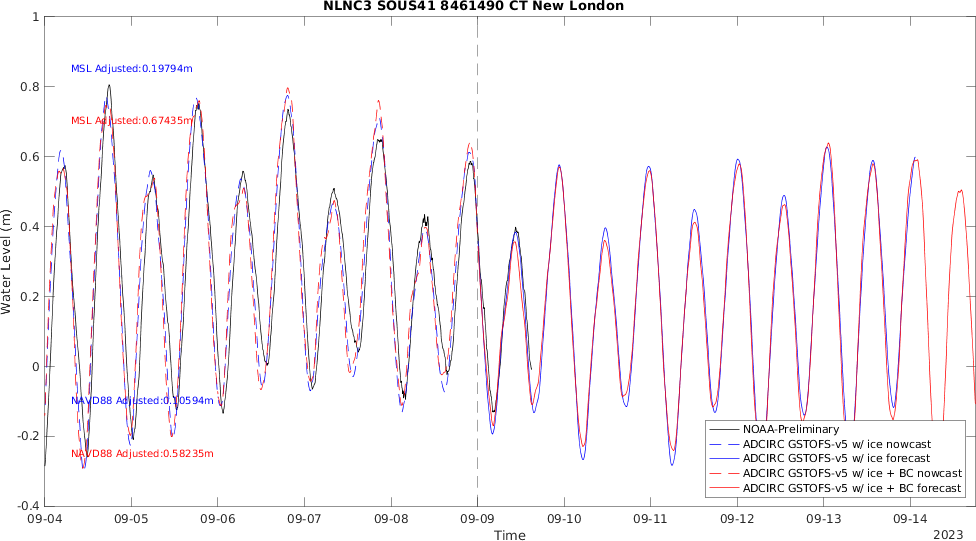 NLNC3 SOUS41 8461490 CT New London
1
0.8
0.6
0.4
0.2
0
-0.2
-0.4
Water Level (m)
MSL Adjusted:0.19794m
MSL Adjusted:0.67435m
NAVD88 Adjusted:0.10594m
NAVD88 Adjusted:0.58235m
NOAA-Preliminary
ADCIRC GSTOFS-v5 w/ ice nowcast
ADCIRC GSTOFS-v5 w/ ice forecast
ADCIRC GSTOFS-v5 w/ ice + BC nowcast
ADCIRC GSTOFS-v5 w/ ice + BC forecast
09-04 09-05 09-06 09-07 09-08 09-09 09-10 09-11 09-12 09-13 09-14
Time
2023